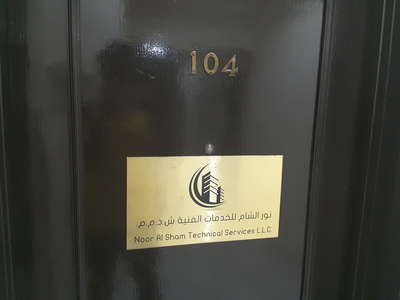 104
نور الشام للخدمات الفنية ش.ذ.م.م.
Noor Al Sham Technical Services L.L.C.